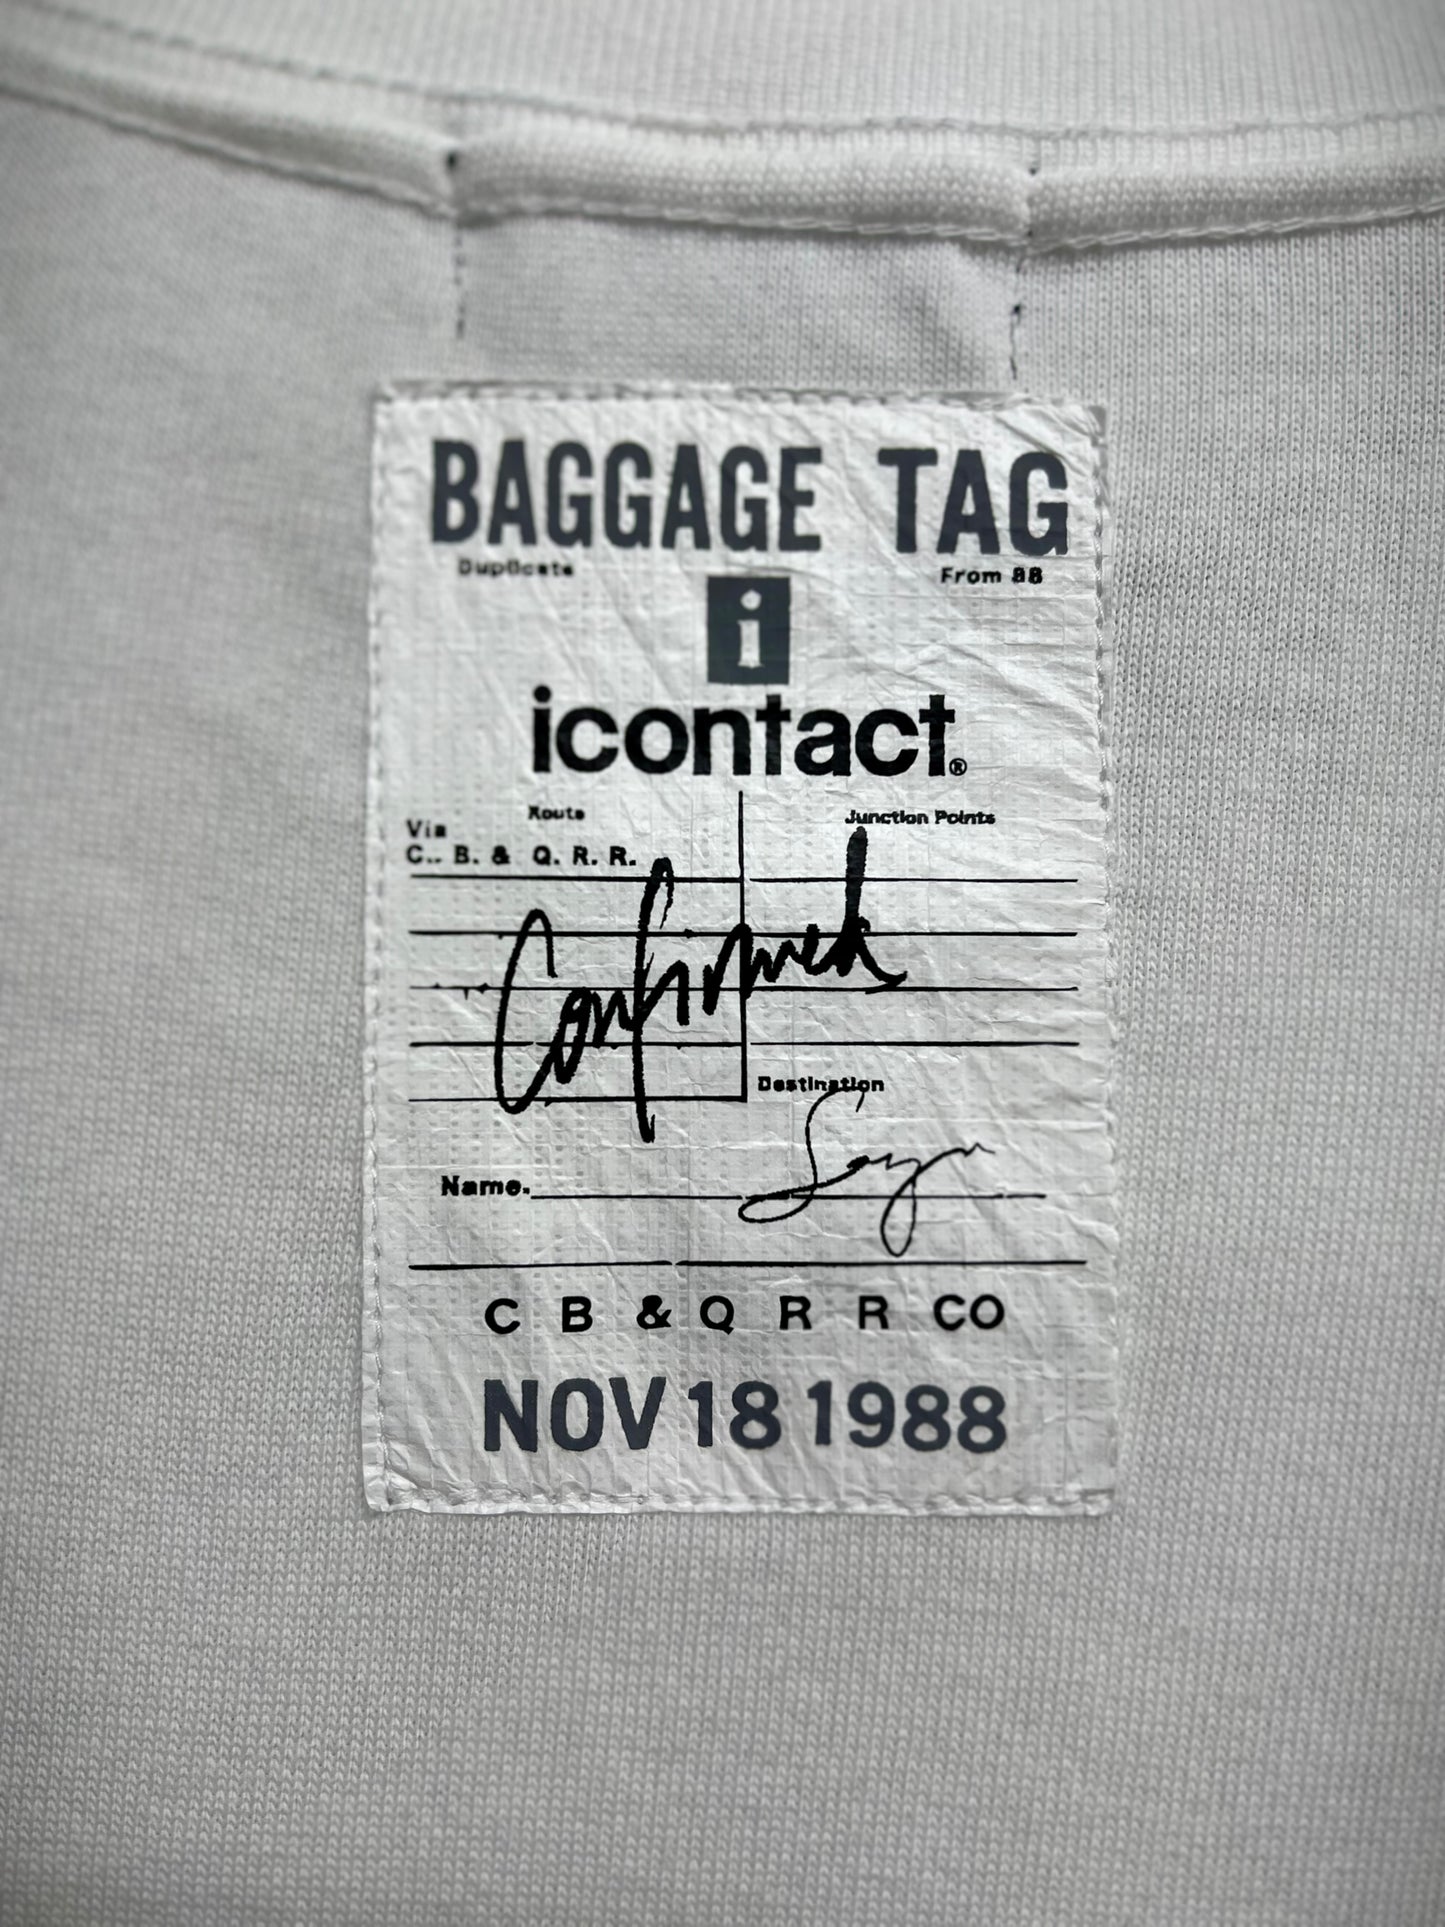 BAGGAGE TAG
Duplicate From 88
i
icontact®
Route Junction Points
Via
C.. B. & Q. R. R.
Confirmed
Destination
Name.
C B & Q R R CO
NOV 18 1988